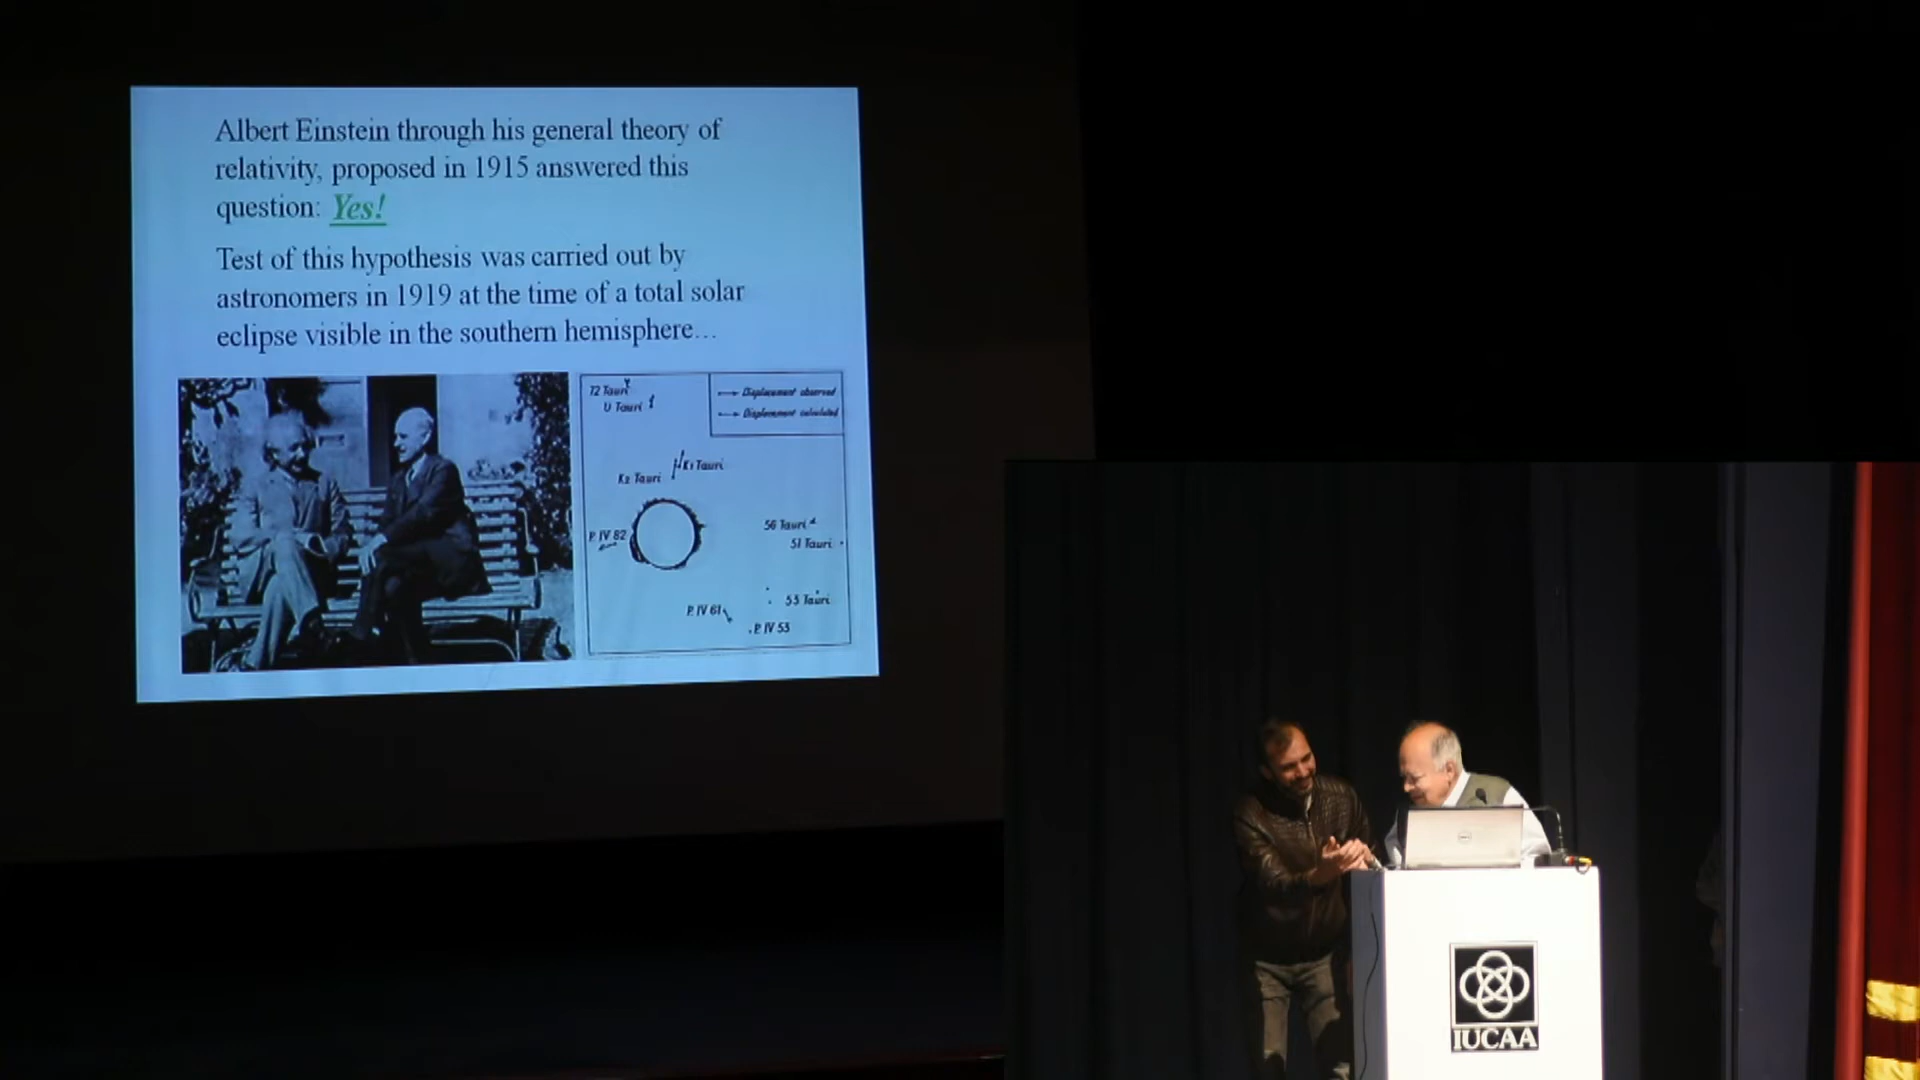 Albert Einstein through his general theory of
relativity, proposed in 1915 answered this
question: Yes!
Test of this hypothesis was carried out by
astronomers in 1919 at the time of a total solar
eclipse visible in the southern hemisphere…
72 Tauri
U Tauri
Displacement observed
Displacement calculated
K1 Tauri
K2 Tauri
P. IV 82
56 Tauri
51 Tauri
53 Tauri
P. IV 61
P. IV 53
DELL
IUCAA